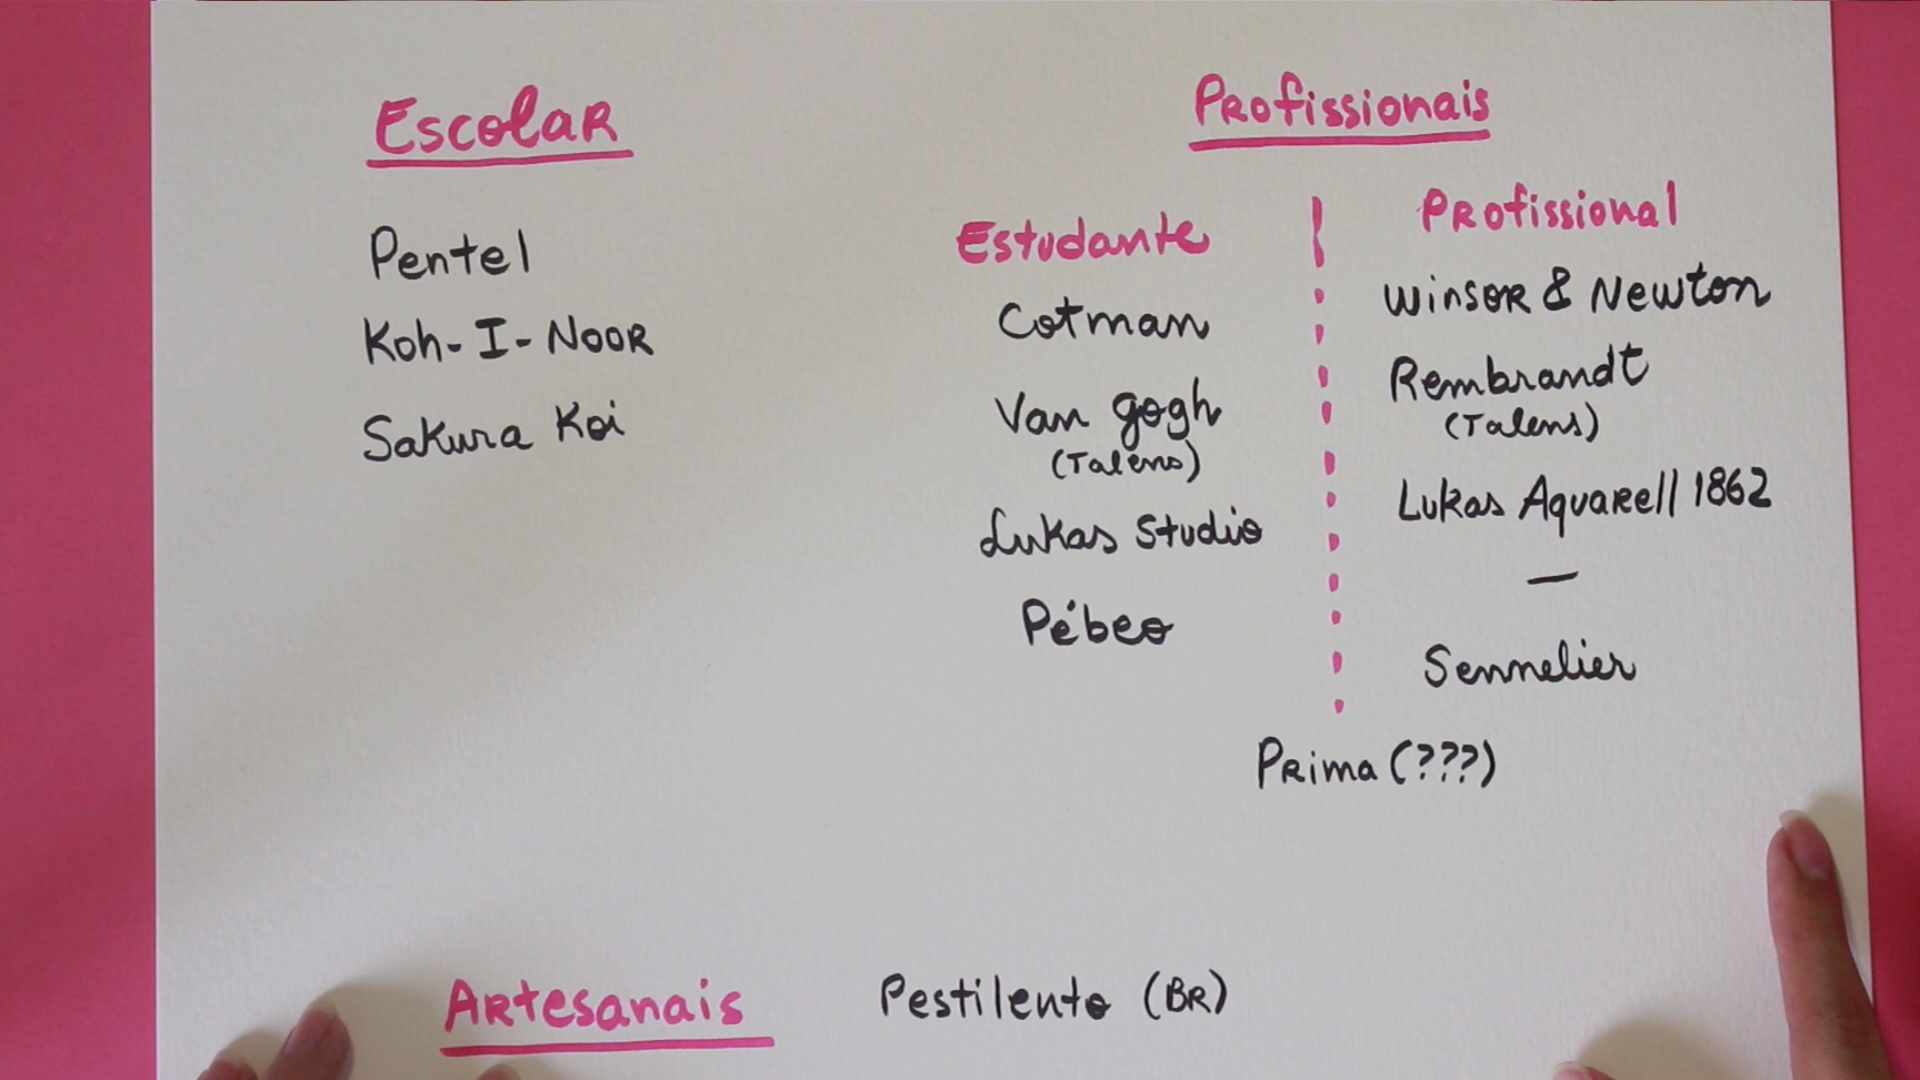 Escolar
Pentel
Koh-I-Noor
Sakura Koi
Profissionais
Estudante
Cotman
Van gogh
(Talens)
Lukas Studio
Pébeo
Profissional
Winsor & Newton
Rembrandt
(Talens)
Lukas Aquarell 1862
—
Sennelier
Prima (???)
Artesanais
Pestilento (BR)